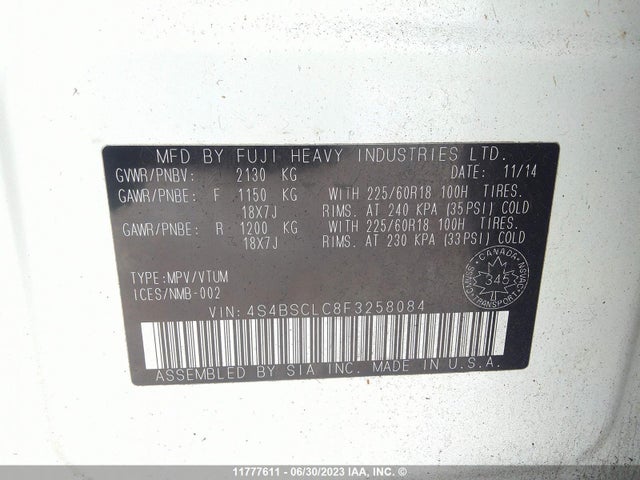 MFD BY FUJI HEAVY INDUSTRIES LTD.
GVWR/PNBV: 2130 KG DATE: 11/14
GAWR/PNBE: F 1150 KG WITH 225/60R18 100H TIRES.
18X7J RIMS. AT 240 KPA (35PSI) COLD
GAWR/PNBE: R 1200 KG WITH 225/60R18 100H TIRES.
18X7J RIMS. AT 230 KPA (33PSI) COLD
TYPE:MPV/VTUM
ICES/NMB-002
CANADA
345
TRANSPORT
VIN: 4S4BSCLC8F3258084
ASSEMBLED BY SIA INC. MADE IN U.S.A.
11777611 - 06/30/2023 IAA, INC. ©